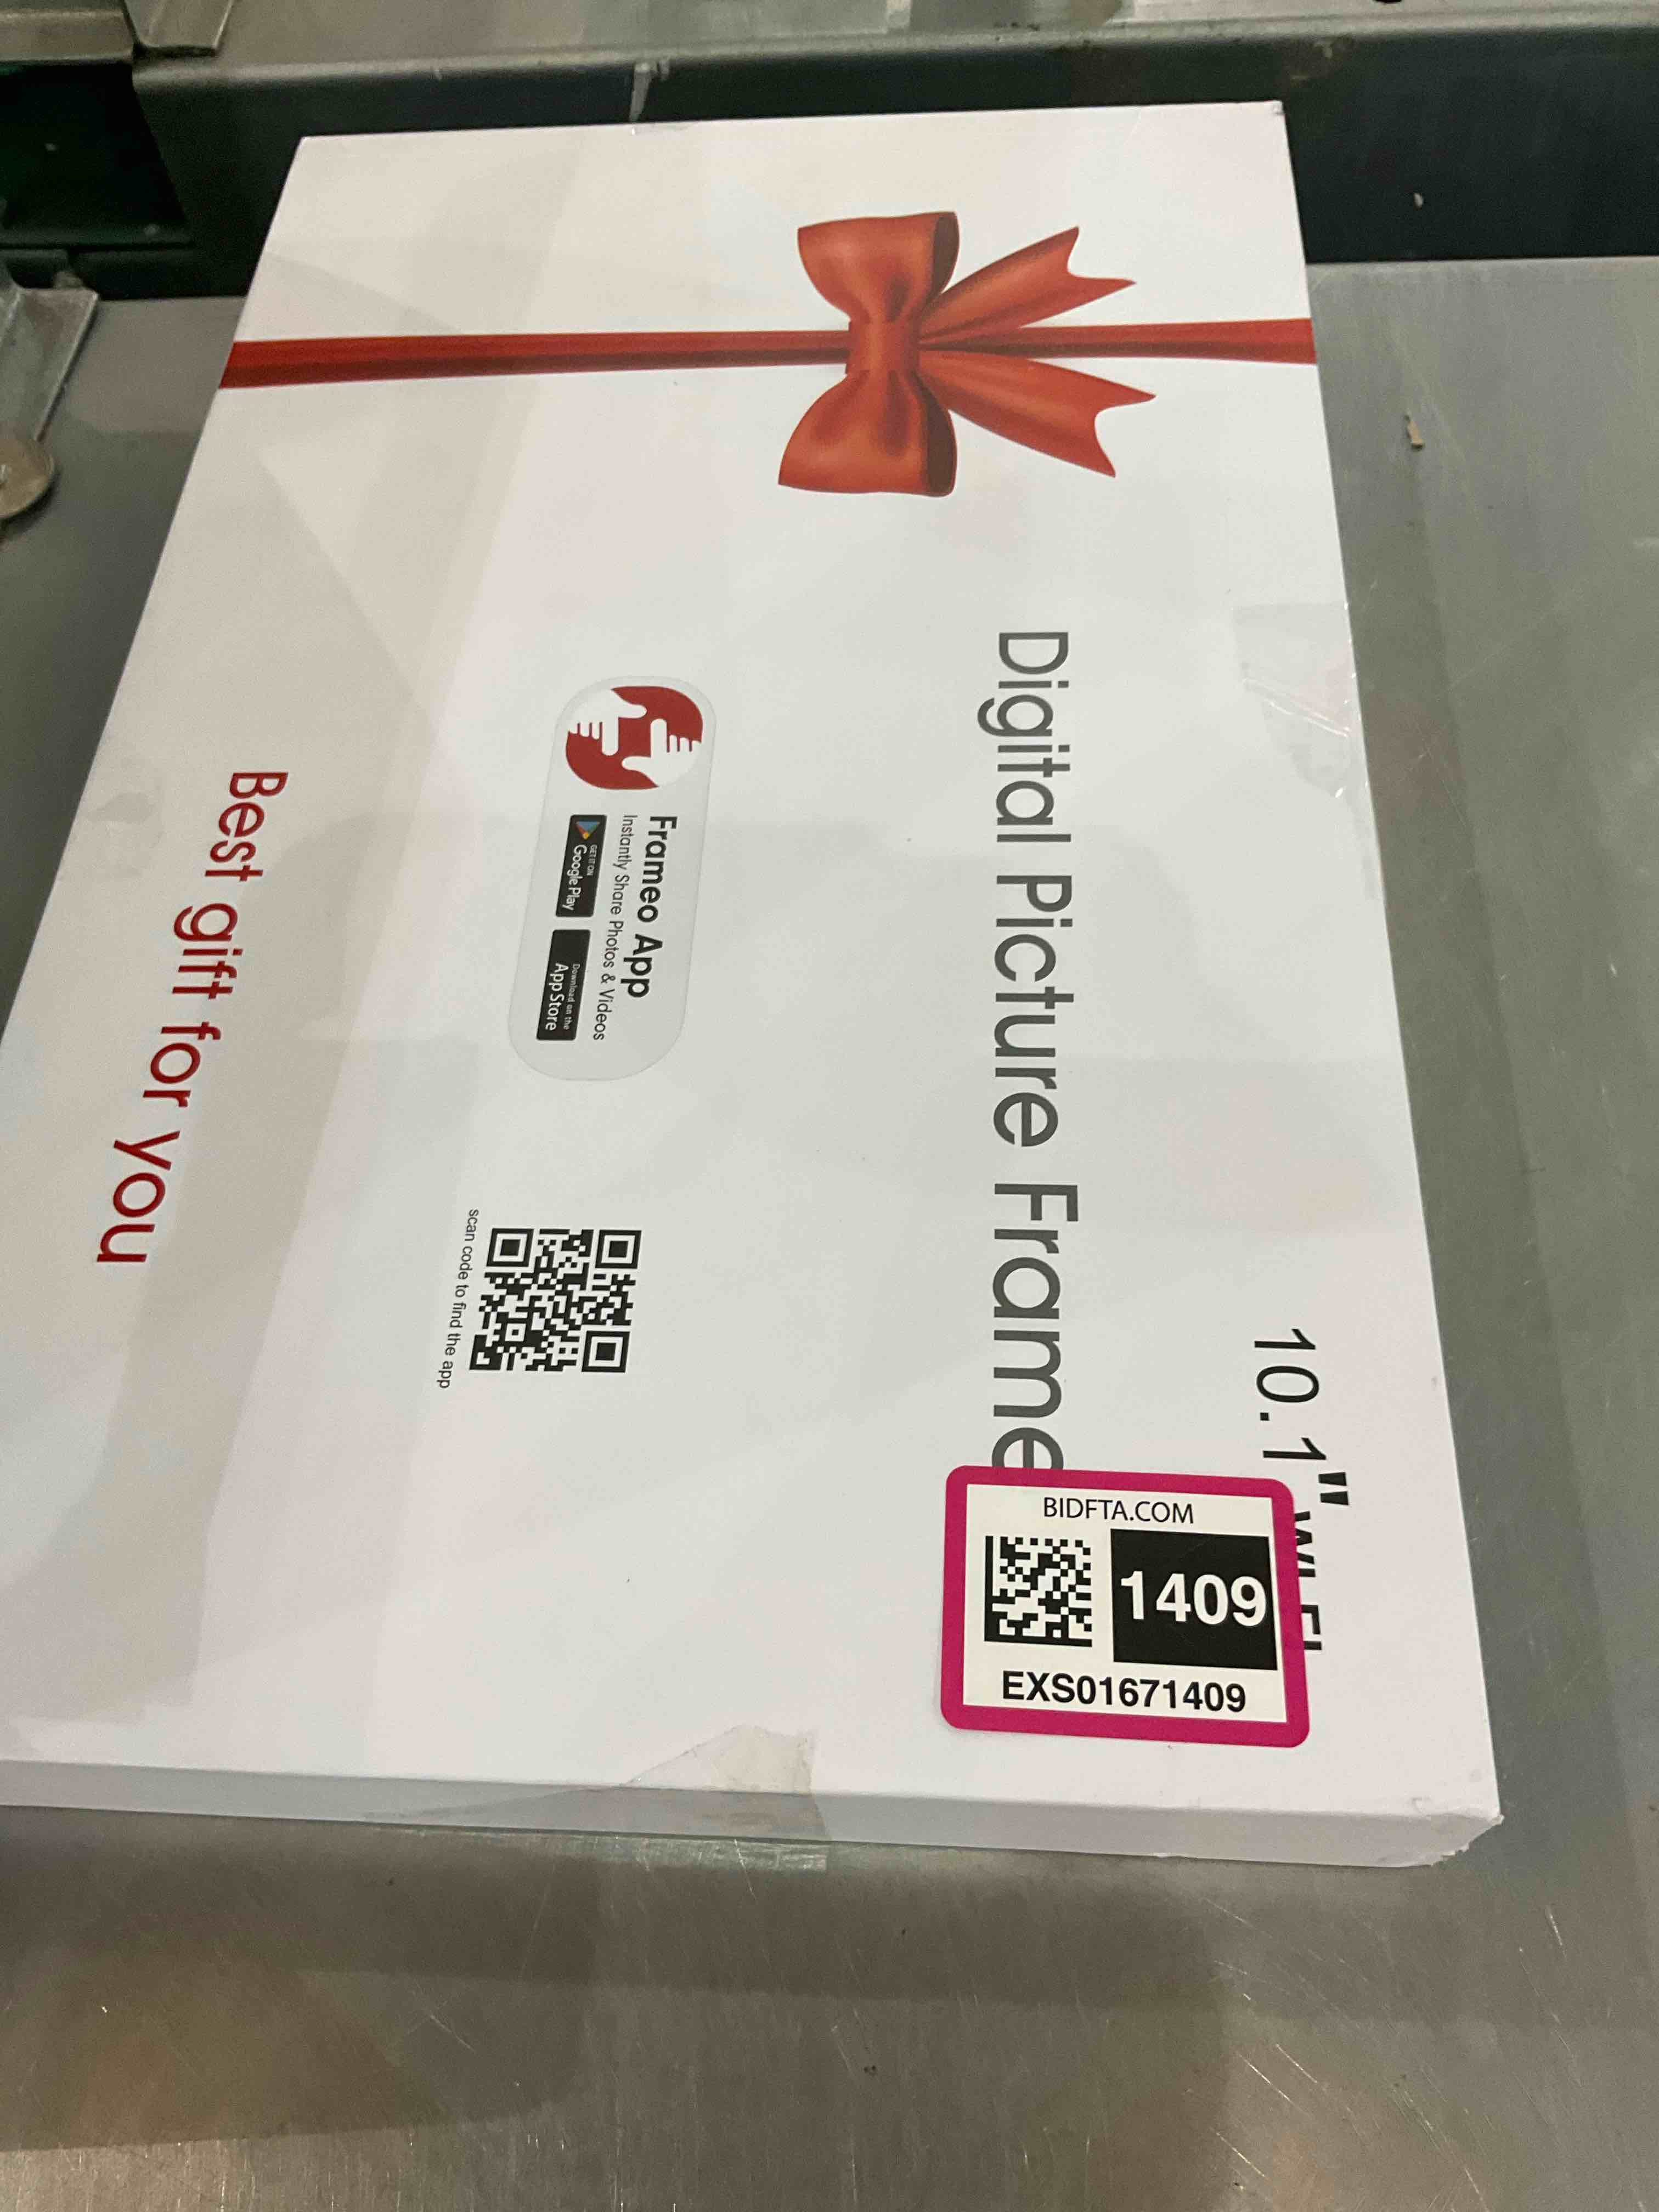 10.1"
Digital Picture Frame
Frameo App
Instantly Share Photos & Videos
GET IT ON
Google Play
Download on the
App Store
scan code to find the app
Best gift for you
BIDFTA.COM
1409
EXS01671409